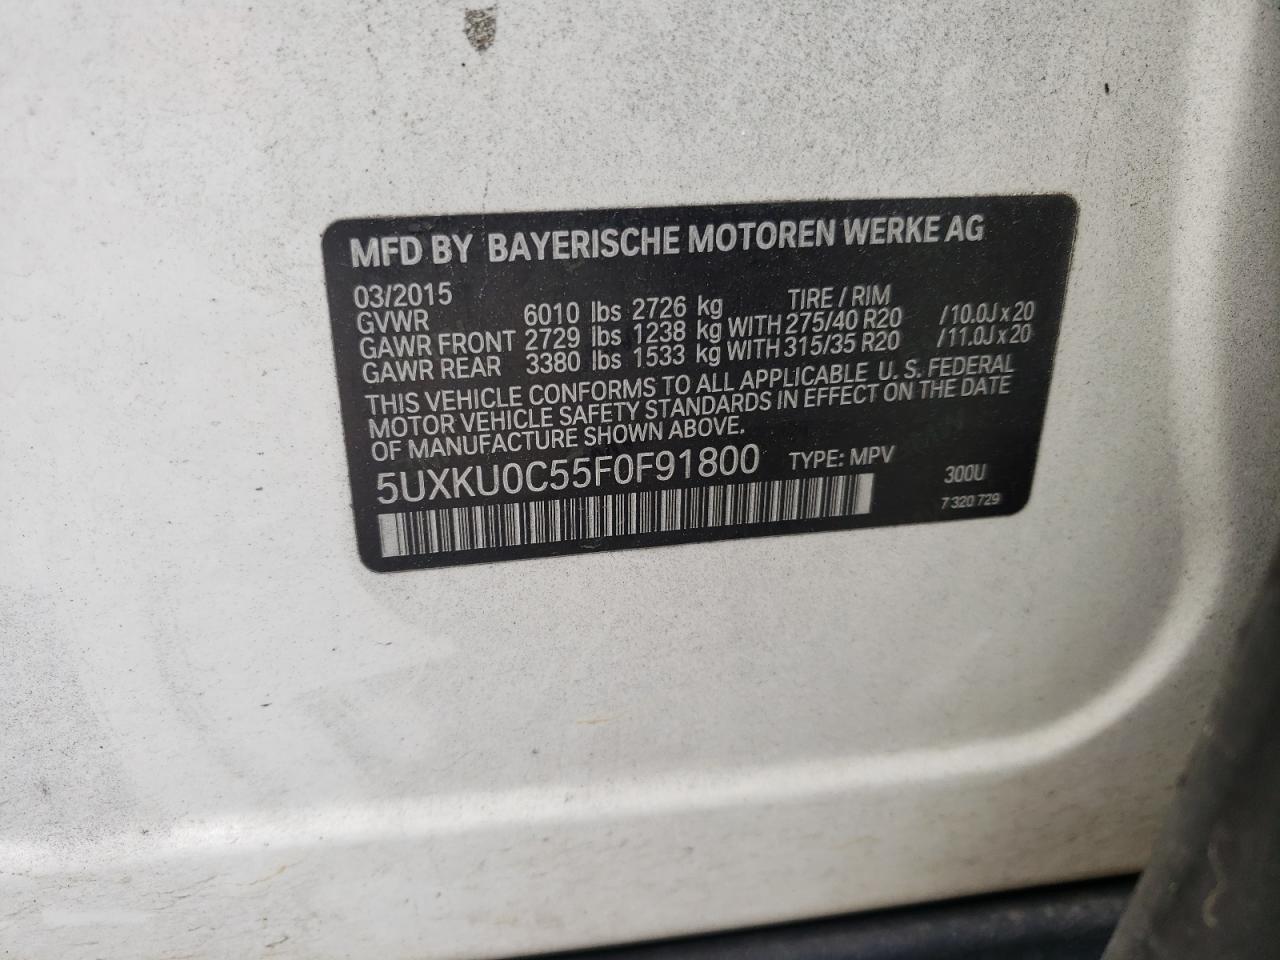 MFD BY BAYERISCHE MOTOREN WERKE AG
03/2015 TIRE / RIM
GVWR 6010 lbs 2726 kg
GAWR FRONT 2729 lbs 1238 kg WITH 275/40 R20 /10.0J x 20
GAWR REAR 3380 lbs 1533 kg WITH 315/35 R20 /11.0J x 20
THIS VEHICLE CONFORMS TO ALL APPLICABLE U. S. FEDERAL
MOTOR VEHICLE SAFETY STANDARDS IN EFFECT ON THE DATE
OF MANUFACTURE SHOWN ABOVE.
5UXKU0C55F0F91800 TYPE: MPV
300U
7 320 729